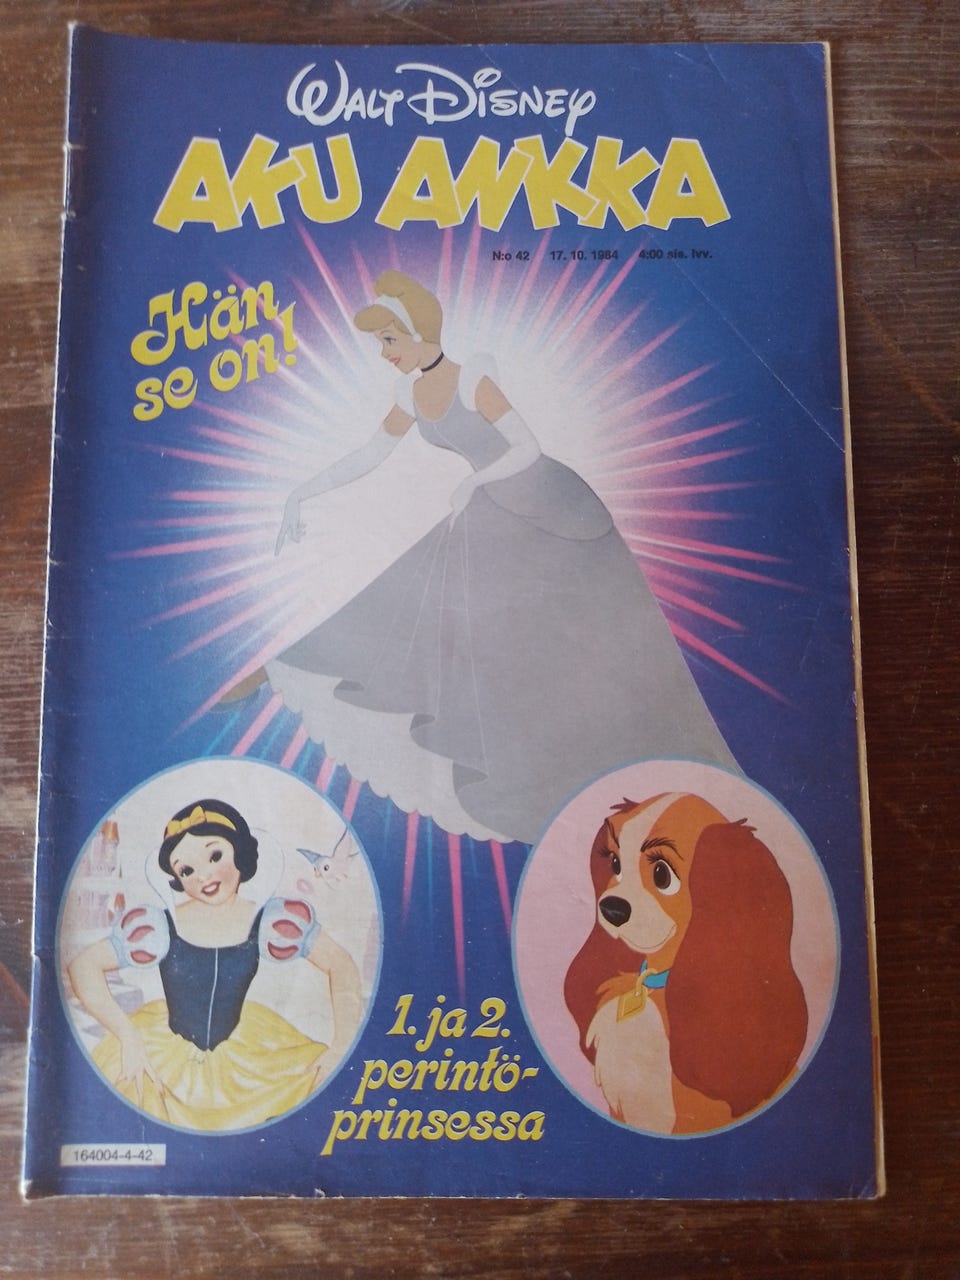 WALT DISNEY
AKU ANKKA
N:o 42 17. 10. 1984 4:00 sis. lvv.
Hän
se on!
1. ja 2.
perintö-
prinsessa
164004-4-42